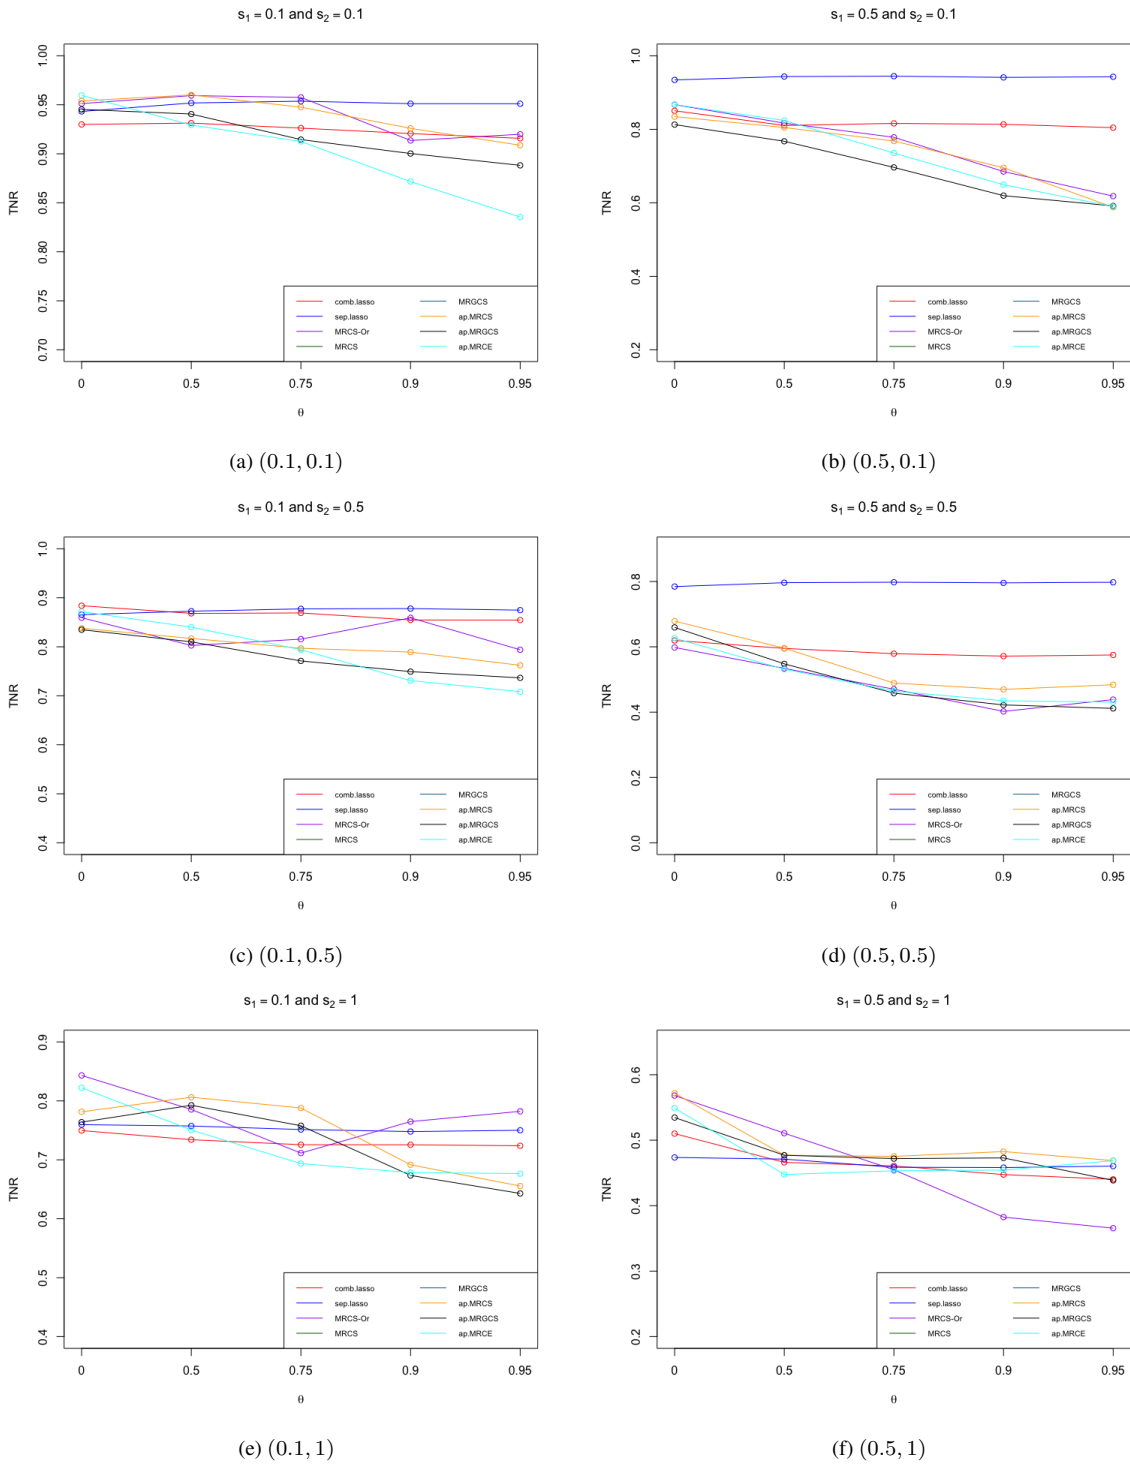 s₁ = 0.1 and s₂ = 0.1
TNR
1.00
0.95
0.90
0.85
0.80
0.75
0.70
comb.lasso
sep.lasso
MRCS-Or
MRCS
MRGCS
ap.MRCS
ap.MRGCS
ap.MRCE
0 0.5 0.75 0.9 0.95
θ
(a) (0.1, 0.1)
s₁ = 0.5 and s₂ = 0.1
TNR
1.0
0.8
0.6
0.4
0.2
comb.lasso
sep.lasso
MRCS-Or
MRCS
MRGCS
ap.MRCS
ap.MRGCS
ap.MRCE
0 0.5 0.75 0.9 0.95
θ
(b) (0.5, 0.1)
s₁ = 0.1 and s₂ = 0.5
TNR
1.0
0.9
0.8
0.7
0.6
0.5
0.4
comb.lasso
sep.lasso
MRCS-Or
MRCS
MRGCS
ap.MRCS
ap.MRGCS
ap.MRCE
0 0.5 0.75 0.9 0.95
θ
(c) (0.1, 0.5)
s₁ = 0.5 and s₂ = 0.5
TNR
0.8
0.6
0.4
0.2
0.0
comb.lasso
sep.lasso
MRCS-Or
MRCS
MRGCS
ap.MRCS
ap.MRGCS
ap.MRCE
0 0.5 0.75 0.9 0.95
θ
(d) (0.5, 0.5)
s₁ = 0.1 and s₂ = 1
TNR
0.9
0.8
0.7
0.6
0.5
0.4
comb.lasso
sep.lasso
MRCS-Or
MRCS
MRGCS
ap.MRCS
ap.MRGCS
ap.MRCE
0 0.5 0.75 0.9 0.95
θ
(e) (0.1, 1)
s₁ = 0.5 and s₂ = 1
TNR
0.6
0.5
0.4
0.3
0.2
comb.lasso
sep.lasso
MRCS-Or
MRCS
MRGCS
ap.MRCS
ap.MRGCS
ap.MRCE
0 0.5 0.75 0.9 0.95
θ
(f) (0.5, 1)